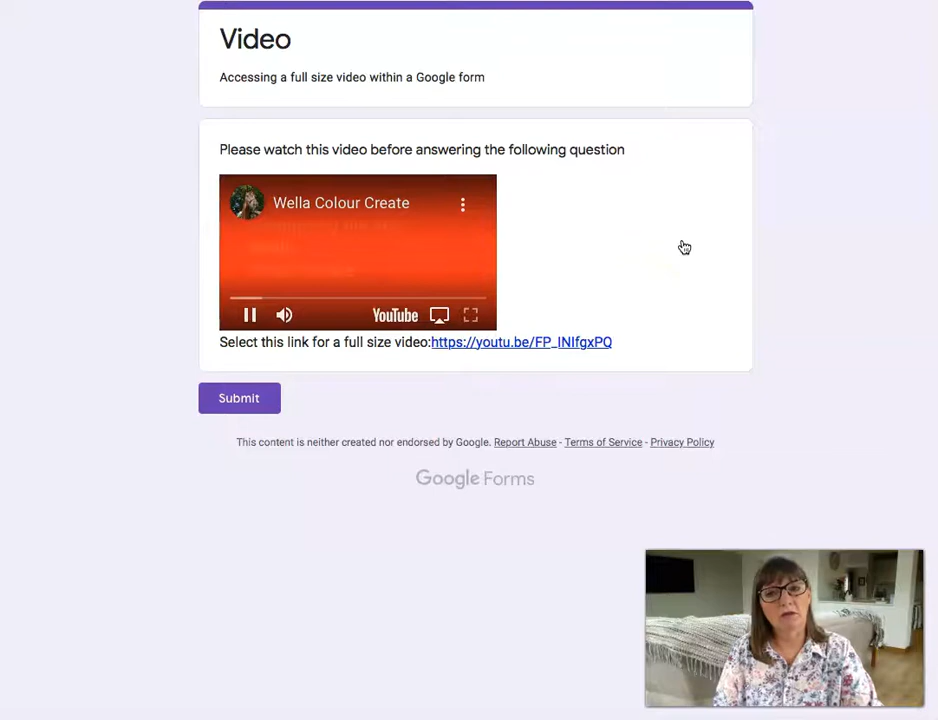 Video
Accessing a full size video within a Google form
Please watch this video before answering the following question
Wella Colour Create
YouTube
Select this link for a full size video:https://youtu.be/FP_INIfgxPQ
Submit
This content is neither created nor endorsed by Google. Report Abuse - Terms of Service - Privacy Policy
Google Forms